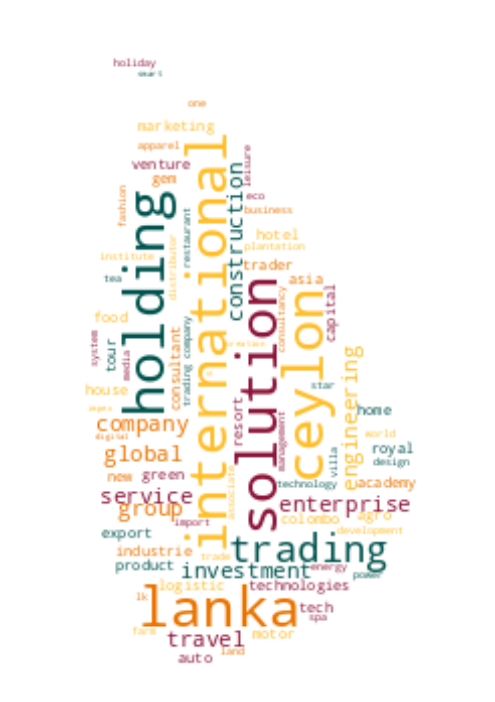 holiday
smart
one
marketing
apparel
venture
gem
fashion
holding
international
construction
leisure
eco
business
restaurant
distributor
institute
tea
hotel
plantation
trader
asia
solution
ceylon
consultancy
capital
food
system
tour
media
consultant
trading company
creative
house
impex
digital
company
global
new
green
service
group
import
export
industrie
product
resort
management
associate
star
engineering
home
world
royal
design
villa
technology
academy
enterprise
colombo
agro
development
trading
trade
investment
energy
power
logistic
technologies
lk
lanka
tech
spa
farm
travel
motor
land
auto